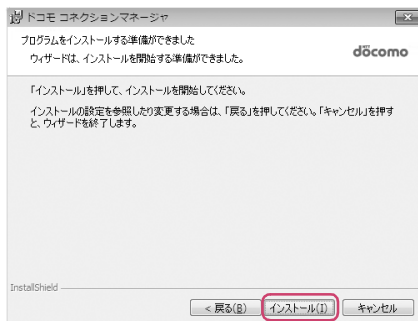 ドコモ コネクションマネージャ
プログラムをインストールする準備ができました
ウィザードは、インストールを開始する準備ができました。
döcomo
「インストール」を押して、インストールを開始してください。
インストールの設定を参照したり変更する場合は、「戻る」を押してください。「キャンセル」を押す
と、ウィザードを終了します。
InstallShield
< 戻る(B) インストール(I) キャンセル